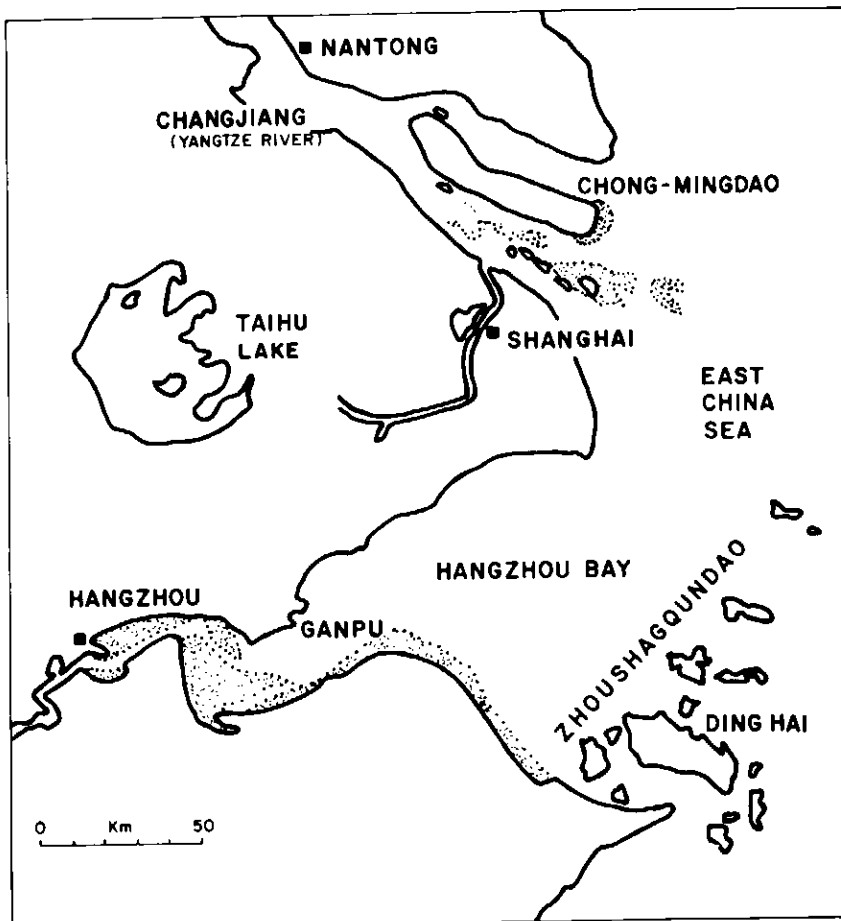 NANTONG
CHANGJIANG
(YANGTZE RIVER)
CHONG-MINGDAO
TAIHU
LAKE
SHANGHAI
EAST
CHINA
SEA
HANGZHOU BAY
ZHOUSHAGQUNDAO
HANGZHOU
GANPU
DING HAI
0 Km 50